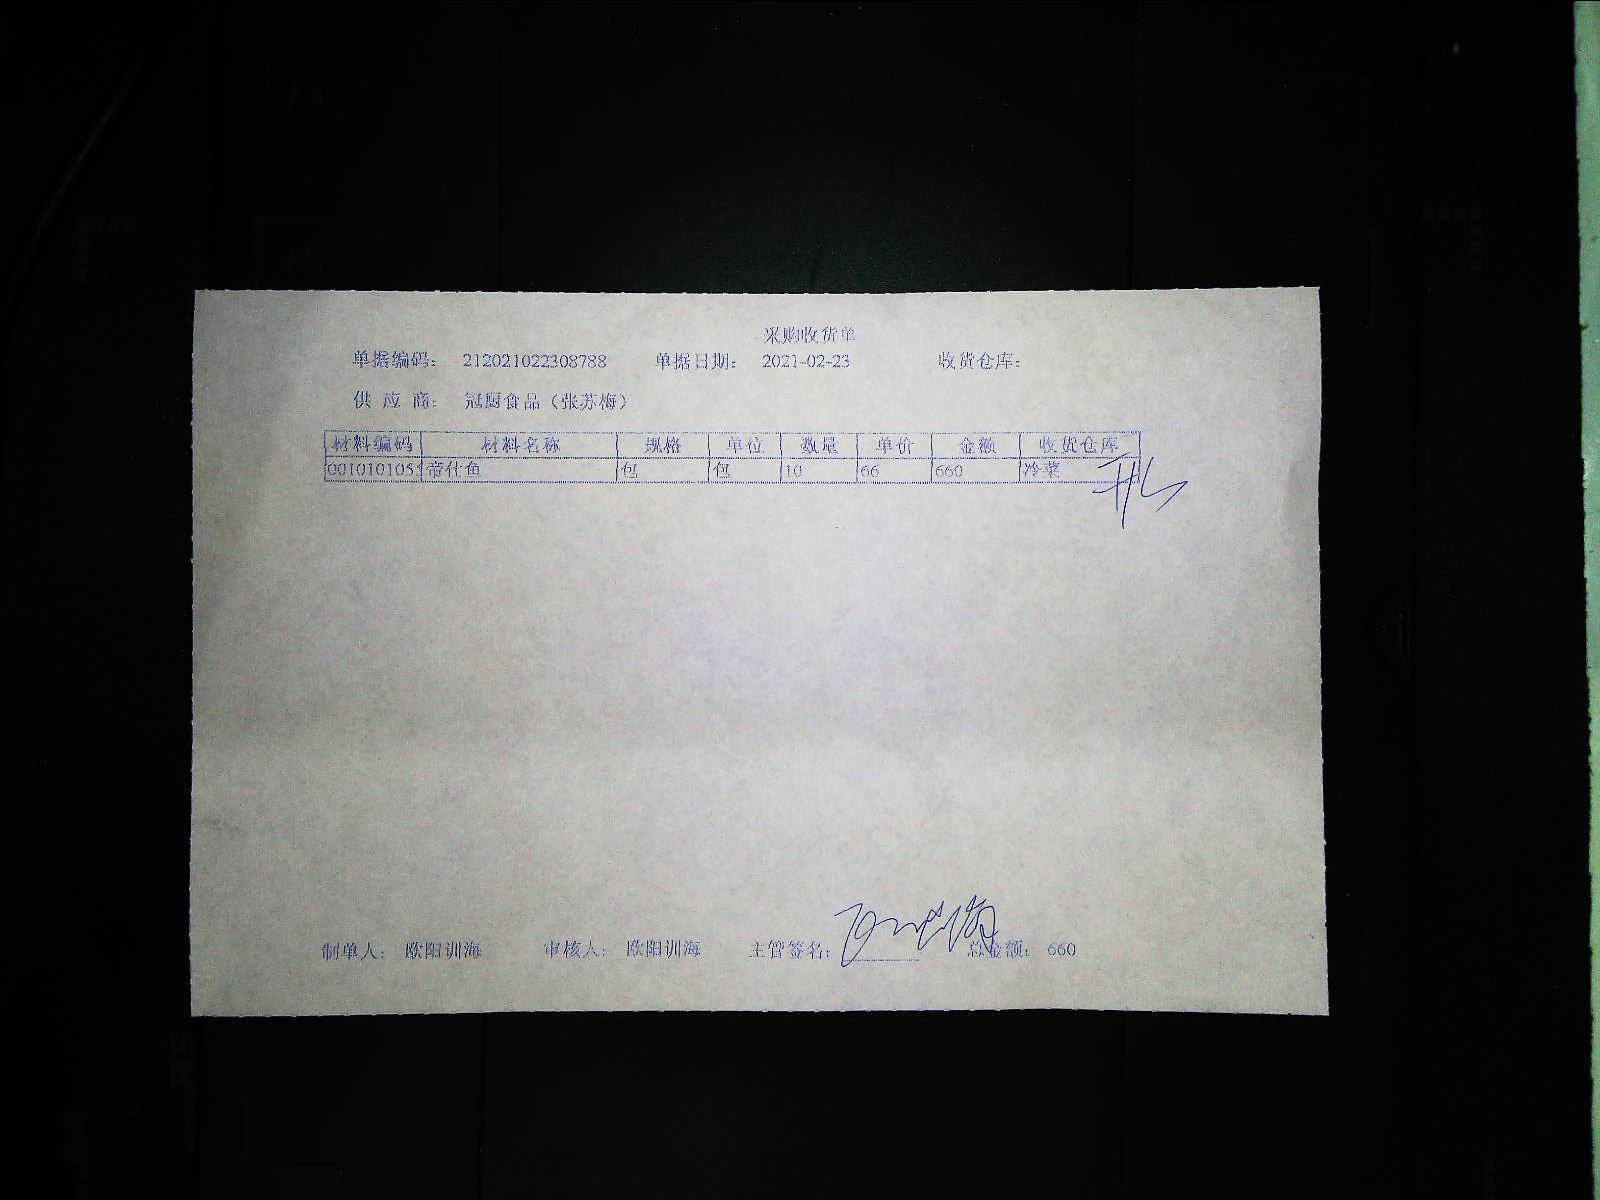 采购收货单
单据编码： 212021022308788 单据日期： 2021-02-23 收货仓库：
供 应 商： 冠厨食品（张苏梅）
材料编码 材料名称 规格 单位 数量 单价 金额 收货仓库
001010105 帝仕鱼 包 包 10 66 660 冷菜
制单人： 欧阳训海 审核人： 欧阳训海 主管签名： 总金额： 660